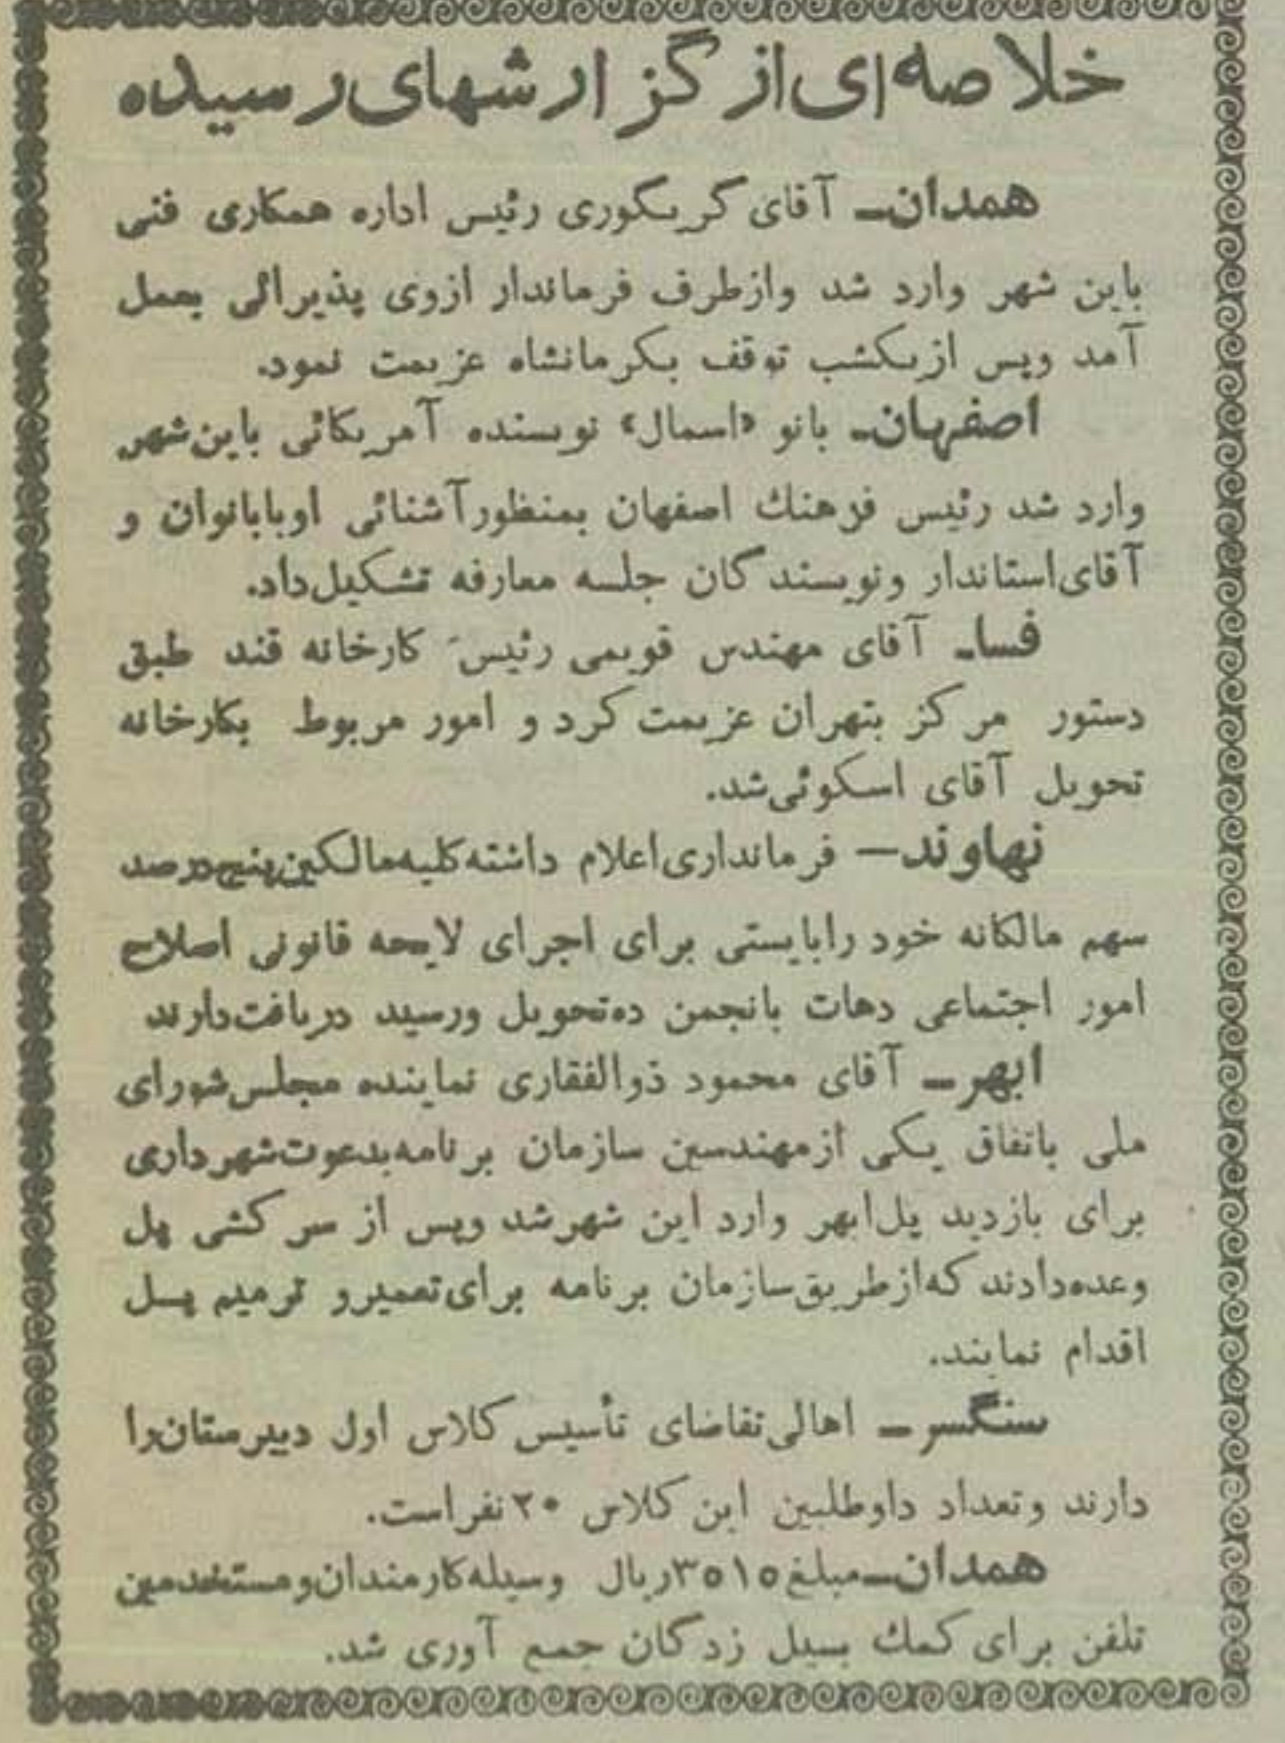 خلاصه‌ای از گزارشهای رسیده
همدان– آقای گریگوری رئیس اداره همکاری فنی
باین شهر وارد شد وازطرف فرماندار ازوی پذیرائی بعمل
آمد وپس ازیکشب توقف بکرمانشاه عزیمت نمود.
اصفهان– بانو «اسمال» نویسنده آمریکائی باین‌شهر
وارد شد رئیس فرهنك اصفهان بمنظورآشنائی اوبابانوان و
آقای‌استاندار ونویسندگان جلسه معارفه تشکیل‌داد.
فسا– آقای مهندس قویمی رئیس کارخانه قند طبق
دستور مرکز بتهران عزیمت کرد و امور مربوط بکارخانه
تحویل آقای اسکوئی‌شد.
نهاوند– فرمانداری‌اعلام داشته‌کلیه‌مالکین‌پنج‌درصد
سهم مالکانه خود رابایستی برای اجرای لایحه قانونی اصلاح
امور اجتماعی دهات بانجمن ده‌تحویل ورسید دریافت‌دارند
ابهر– آقای محمود ذوالفقاری نماینده مجلس‌شورای
ملی باتفاق یکی ازمهندسین سازمان برنامه‌بدعوت‌شهرداری
برای بازدید پل‌ابهر وارد این شهرشد وپس از سرکشی پل
وعده‌دادند که‌ازطریق‌سازمان برنامه برای‌تعمیرو ترمیم پل
اقدام نمایند.
سنگسر– اهالی‌تقاضای تأسیس کلاس اول دبیرستان‌را
دارند وتعداد داوطلبین این کلاس ۲۰ نفراست.
همدان–مبلغ۳۵۱۵ریال وسیله‌کارمندان‌ومستخدمین
تلفن برای کمك بسیل زدگان جمع آوری شد.